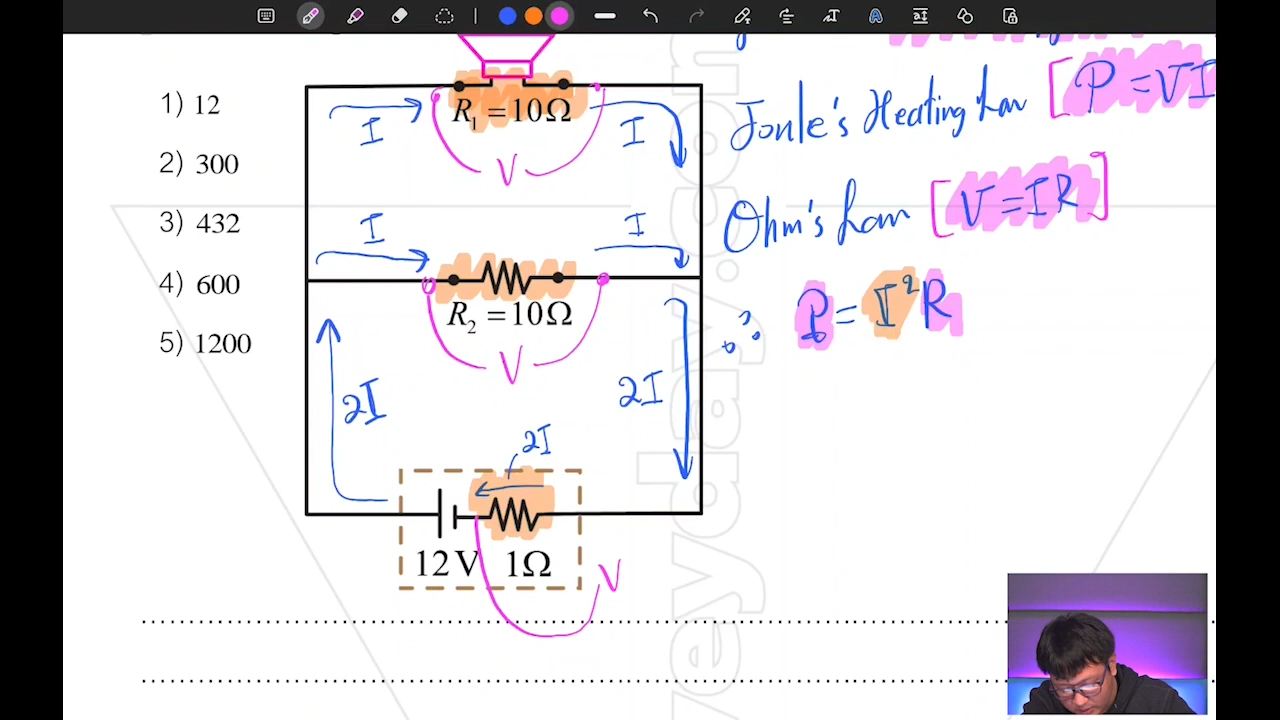 1) 12
2) 300
3) 432
4) 600
5) 1200
I
R₁ = 10Ω
I
V
I
I
R₂ = 10Ω
V
2I
2I
2I
12V 1Ω
V
Joule's Heating Law [P = VI
Ohm's Law [V = IR]
∴ P = I²R